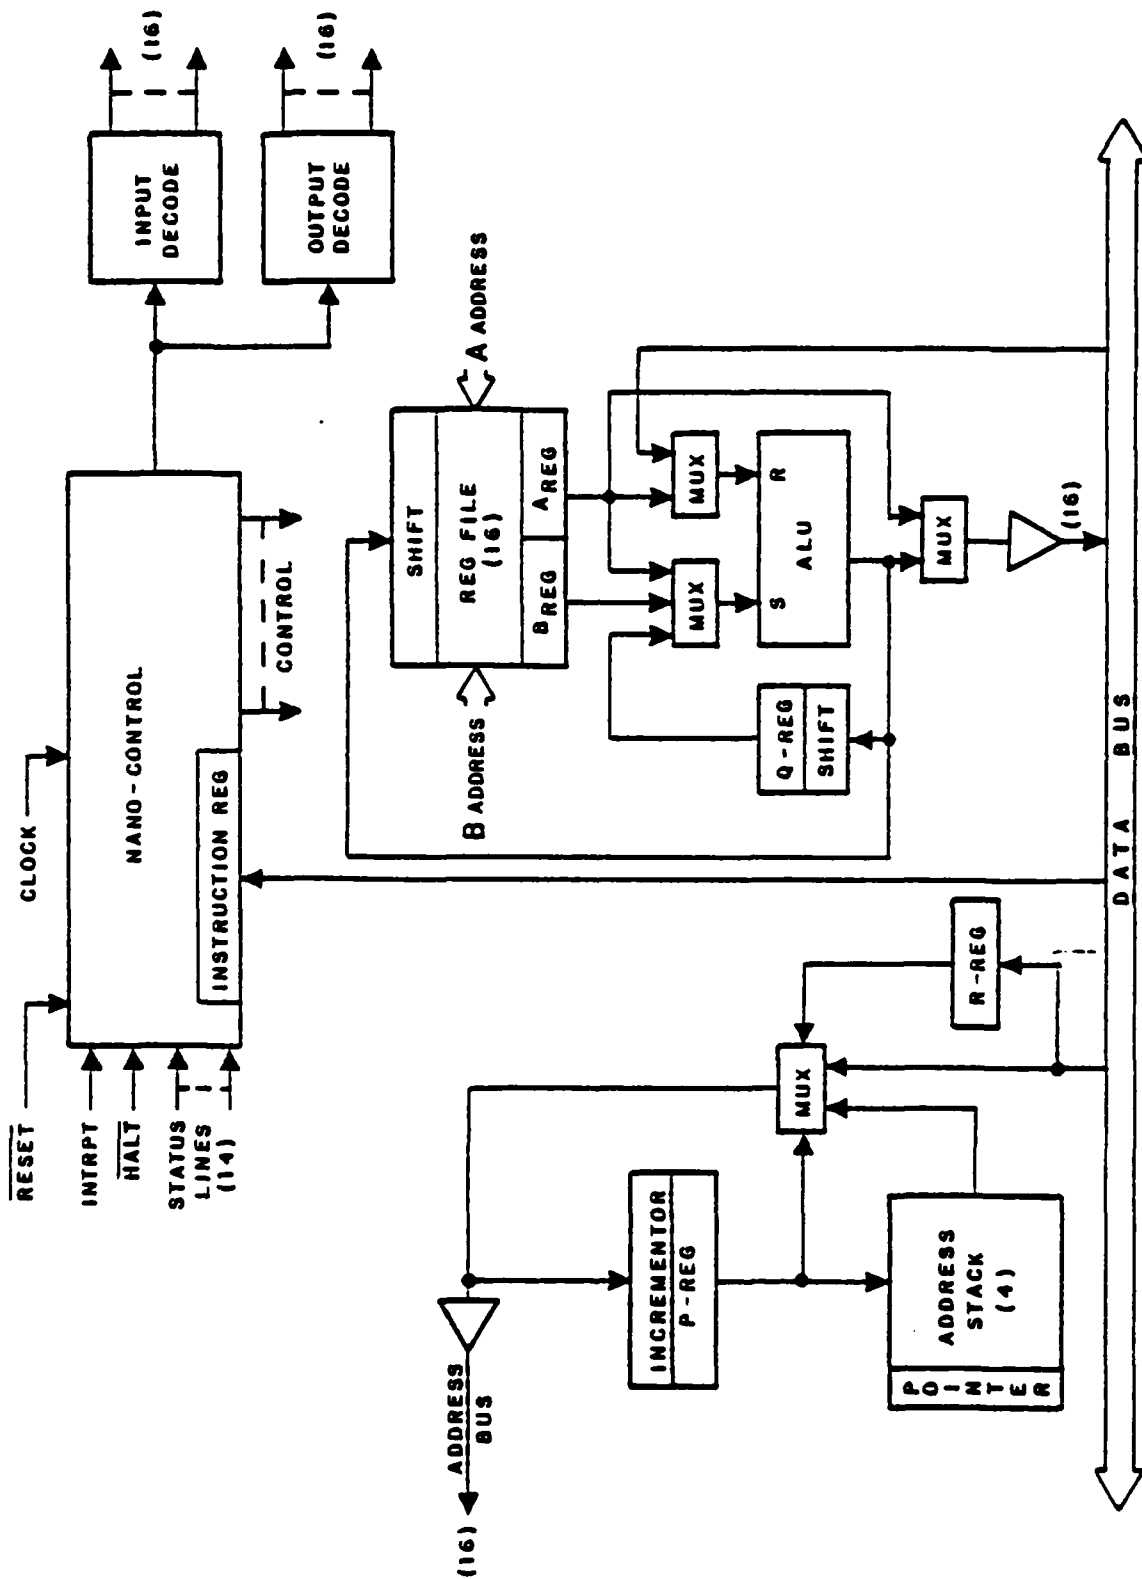 RESET
CLOCK
INTRPT
HALT
STATUS
LINES
(14)
NANO-CONTROL
INSTRUCTION REG
CONTROL
INPUT
DECODE
(16)
OUTPUT
DECODE
(16)
(16)
ADDRESS
BUS
INCREMENTOR
P-REG
POINTER
ADDRESS
STACK
(4)
MUX
R-REG
B ADDRESS
A ADDRESS
SHIFT
REG FILE
(16)
B REG
A REG
MUX
MUX
Q-REG
SHIFT
S
R
ALU
MUX
(16)
DATA BUS